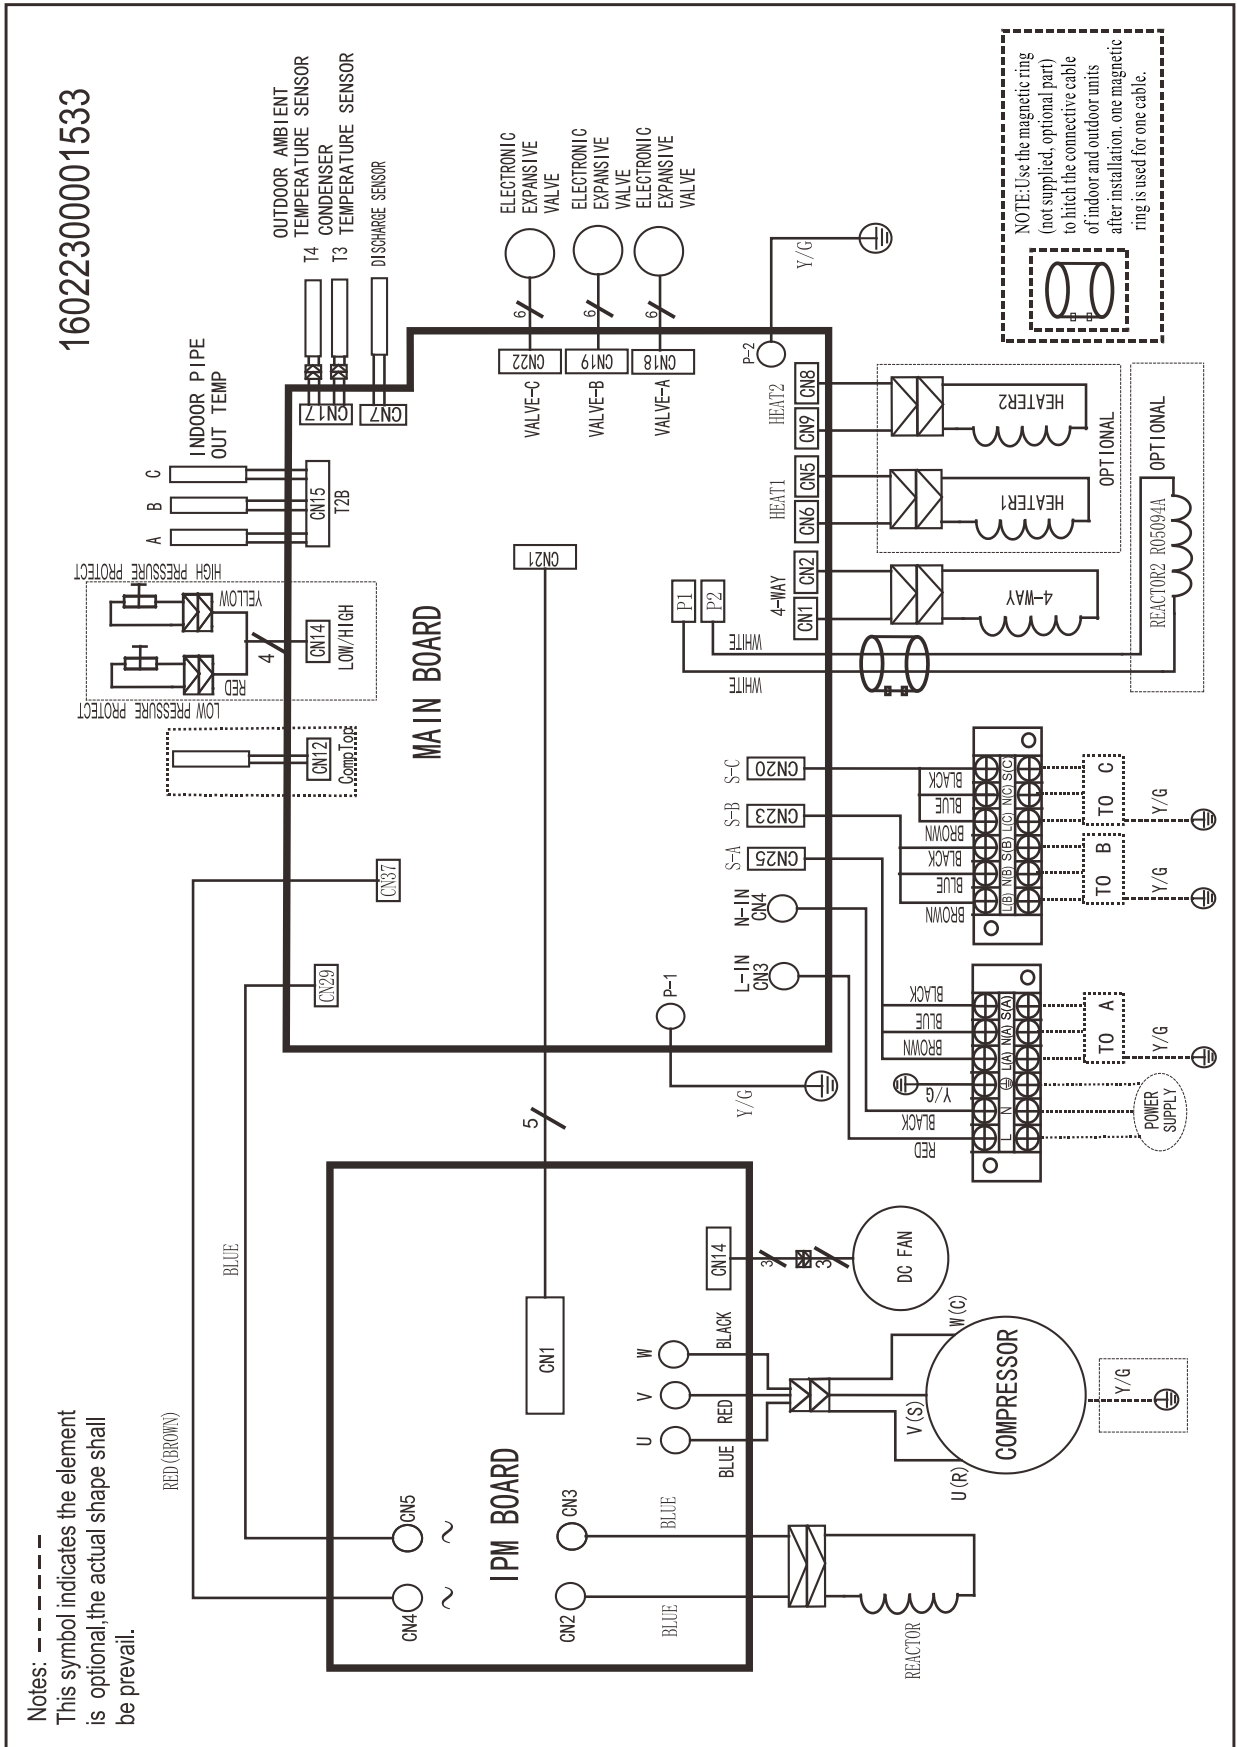 Notes: - - - - - -
This symbol indicates the element
is optional,the actual shape shall
be prevail.
16022300001533
RED(BROWN)
BLUE
CN4
~
CN5
~
IPM BOARD
CN2
CN3
BLUE
BLUE
REACTOR
CN1
5
U
V
W
BLUE
RED
BLACK
CN14
3
3
DC FAN
U(R)
V(S)
W(C)
COMPRESSOR
Y/G
MAIN BOARD
CN29
CN37
CN12
CompTop
LOW PRESSURE PROTECT
HIGH PRESSURE PROTECT
RED
YELLOW
4
CN14
LOW/HIGH
A
B
C
INDOOR PIPE
OUT TEMP
CN15
T2B
OUTDOOR AMBIENT
TEMPERATURE SENSOR
T4
CONDENSER
TEMPERATURE SENSOR
T3
DISCHARGE SENSOR
CN17
CN7
CN21
ELECTRONIC
EXPANSIVE
VALVE
ELECTRONIC
EXPANSIVE
VALVE
ELECTRONIC
EXPANSIVE
VALVE
6
6
6
CN22
CN19
CN18
VALVE-C
VALVE-B
VALVE-A
P-2
Y/G
P-1
Y/G
L-IN
CN3
N-IN
CN4
S-A
CN25
S-B
CN23
S-C
CN20
P1
P2
WHITE
WHITE
4-WAY
CN1
CN2
HEAT1
CN6
CN5
HEAT2
CN9
CN8
4-WAY
HEATER1
HEATER2
OPTIONAL
REACTOR2 RO5094A
OPTIONAL
RED
BLACK
Y/G
BROWN
BLUE
BLACK
L
N
L(A)
N(A)
S(A)
POWER
SUPPLY
TO A
Y/G
BROWN
BLUE
BLACK
BROWN
BLUE
BLACK
L(B)
N(B)
S(B)
L(C)
N(C)
S(C)
TO B
Y/G
TO C
Y/G
NOTE:Use the magnetic ring
(not supplied, optional part)
to hitch the connective cable
of indoor and outdoor units
after installation. one magnetic
ring is used for one cable.